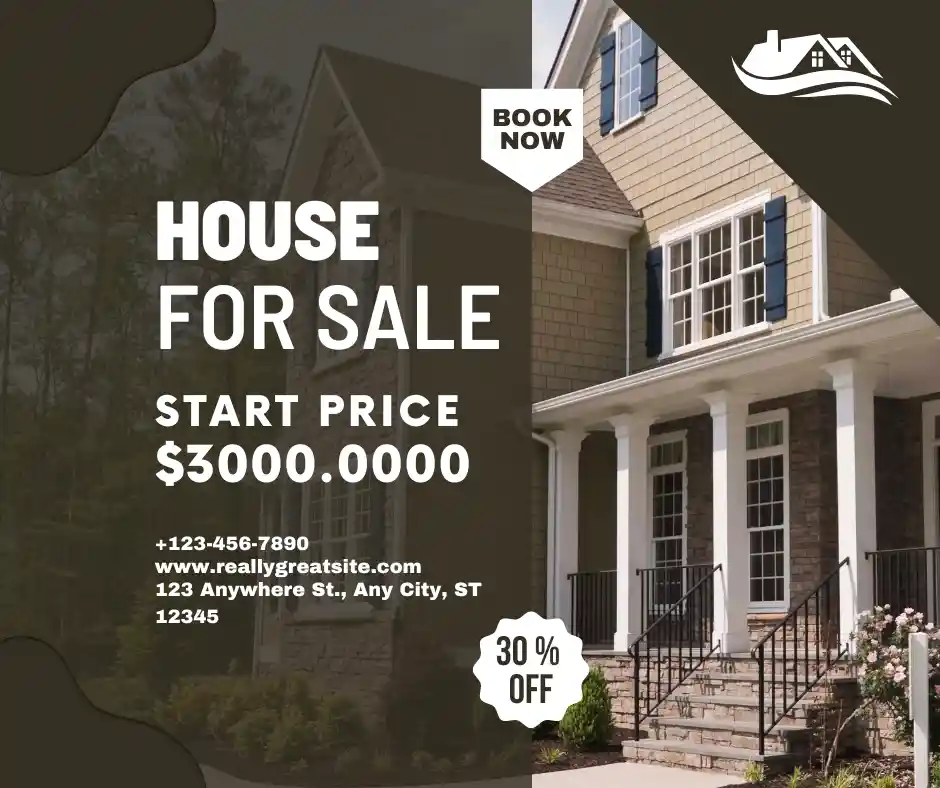 BOOK
NOW
HOUSE
FOR SALE
START PRICE
$3000.0000
+123-456-7890
www.reallygreatsite.com
123 Anywhere St., Any City, ST
12345
30 %
OFF